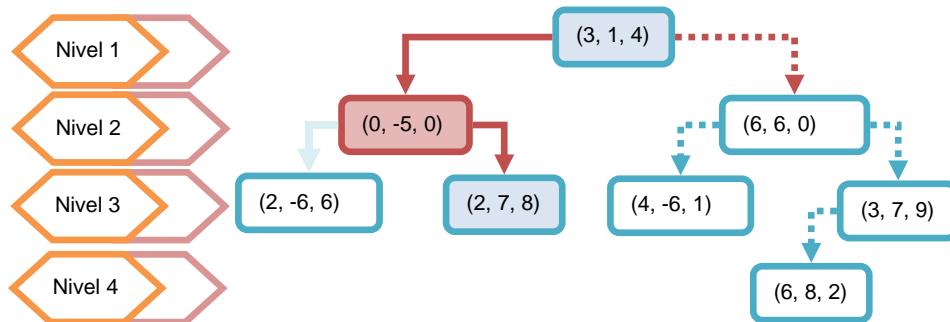 Nivel 1
(3, 1, 4)
Nivel 2
(0, -5, 0)
(6, 6, 0)
Nivel 3
(2, -6, 6)
(2, 7, 8)
(4, -6, 1)
(3, 7, 9)
Nivel 4
(6, 8, 2)